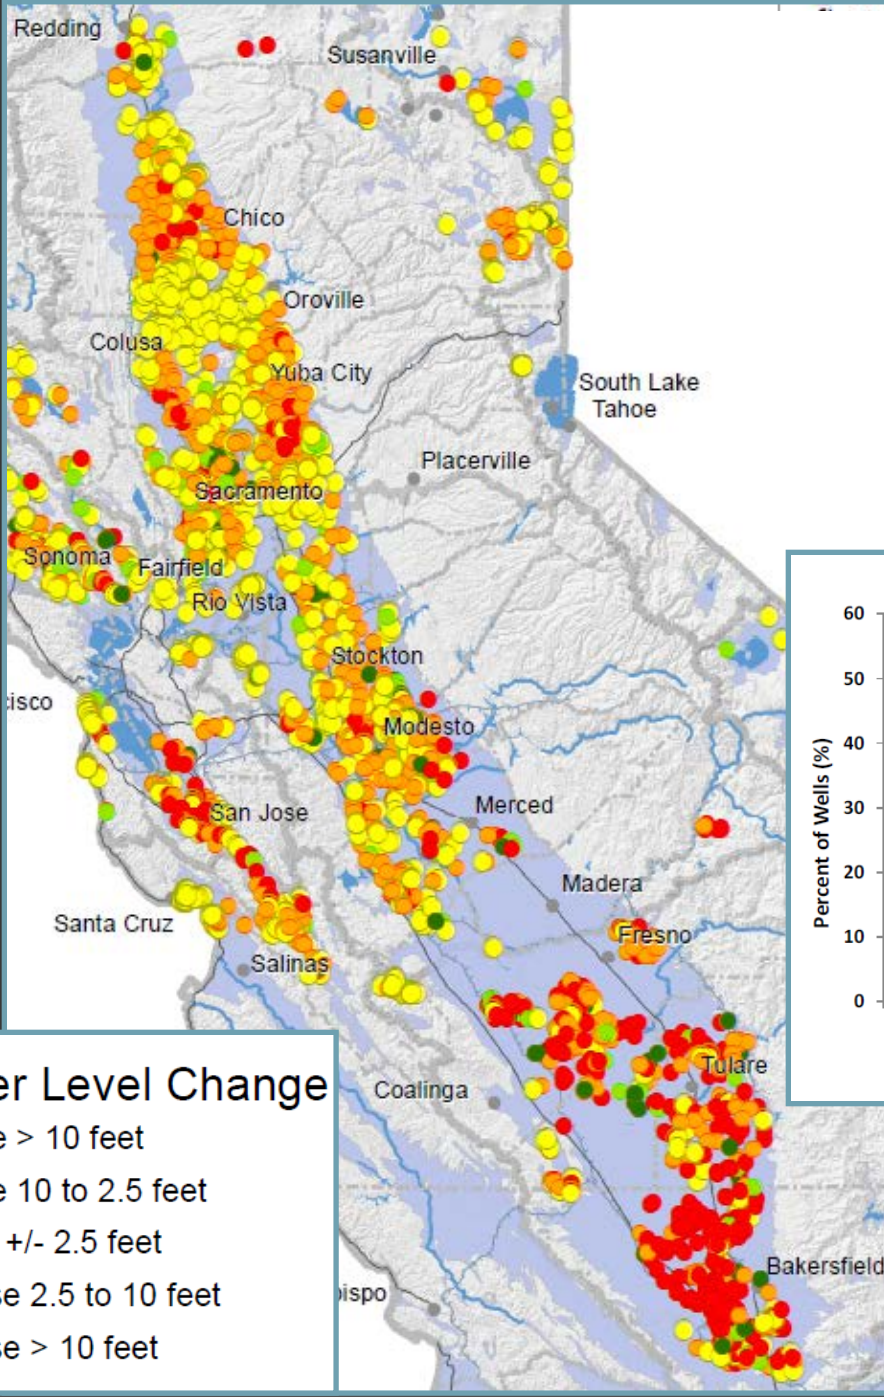 Redding
Susanville
Chico
Oroville
Colusa
Yuba City
South Lake
Tahoe
Placerville
Sacramento
Sonoma
Fairfield
Rio Vista
Stockton
isco
Modesto
San Jose
Merced
Madera
Santa Cruz
Fresno
Salinas
Tulare
Coalinga
Bakersfield
bispo
er Level Change
e > 10 feet
e 10 to 2.5 feet
+/- 2.5 feet
se 2.5 to 10 feet
se > 10 feet
Percent of Wells (%)
60
50
40
30
20
10
0